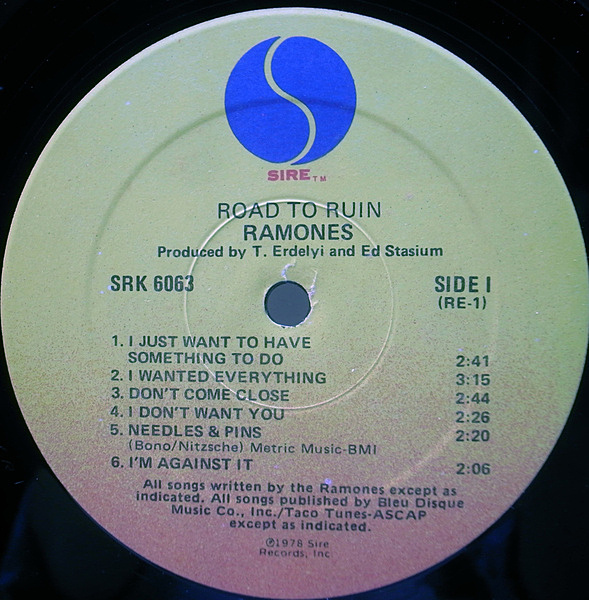 SIRE™
ROAD TO RUIN
RAMONES
Produced by T. Erdelyi and Ed Stasium
SRK 6063
SIDE I
(RE-1)
1. I JUST WANT TO HAVE
SOMETHING TO DO 2:41
2. I WANTED EVERYTHING 3:15
3. DON'T COME CLOSE 2:44
4. I DON'T WANT YOU 2:26
5. NEEDLES & PINS 2:20
(Bono/Nitzsche) Metric Music-BMI
6. I'M AGAINST IT 2:06
All songs written by the Ramones except as
indicated. All songs published by Bleu Disque
Music Co., Inc./Taco Tunes-ASCAP
except as indicated.
℗1978 Sire
Records, Inc.